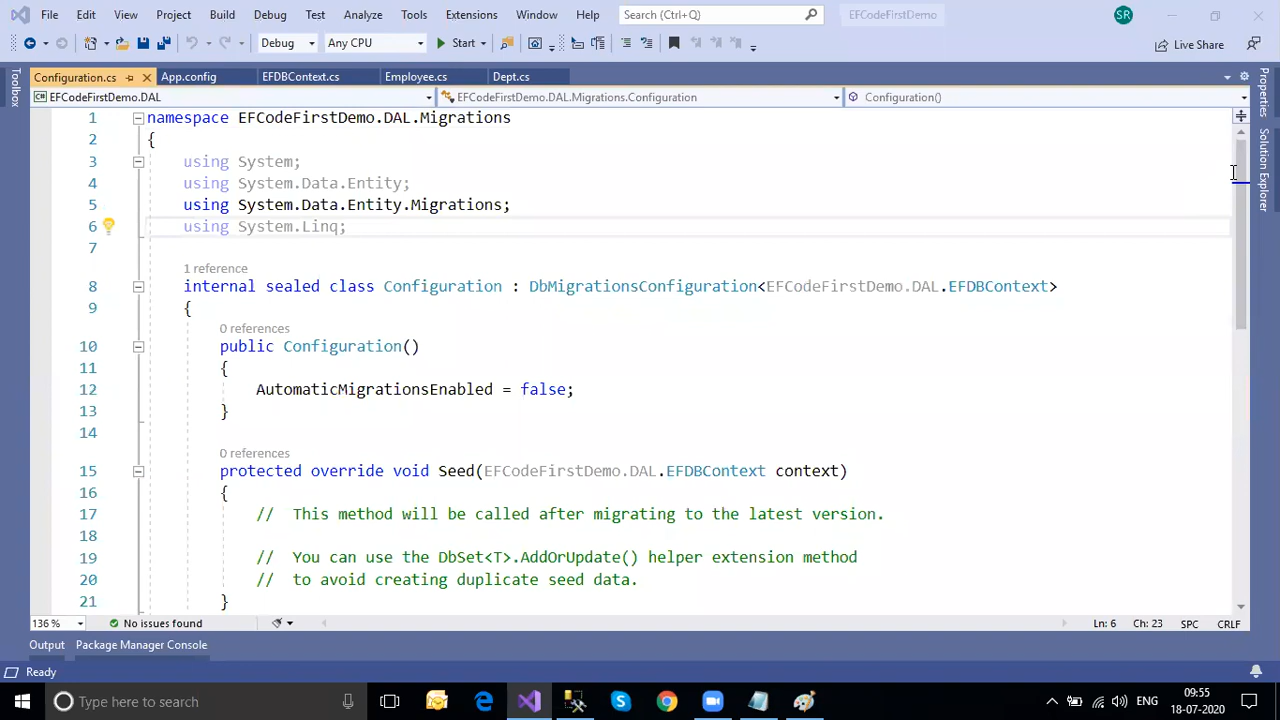 File Edit View Project Build Debug Test Analyze Tools Extensions Window Help Search (Ctrl+Q) EFCodeFirstDemo SR
Debug Any CPU Start Live Share
Toolbox
Configuration.cs App.config EFDBContext.cs Employee.cs Dept.cs
EFCodeFirstDemo.DAL EFCodeFirstDemo.DAL.Migrations.Configuration Configuration()
Properties
Solution Explorer
1 namespace EFCodeFirstDemo.DAL.Migrations
2 {
3 using System;
4 using System.Data.Entity;
5 using System.Data.Entity.Migrations;
6 using System.Linq;
7
1 reference
8 internal sealed class Configuration : DbMigrationsConfiguration<EFCodeFirstDemo.DAL.EFDBContext>
9 {
0 references
10 public Configuration()
11 {
12 AutomaticMigrationsEnabled = false;
13 }
14
0 references
15 protected override void Seed(EFCodeFirstDemo.DAL.EFDBContext context)
16 {
17 // This method will be called after migrating to the latest version.
18
19 // You can use the DbSet<T>.AddOrUpdate() helper extension method
20 // to avoid creating duplicate seed data.
21 }
136 % No issues found Ln: 6 Ch: 23 SPC CRLF
Output Package Manager Console
Ready
Type here to search ENG 09:55
18-07-2020